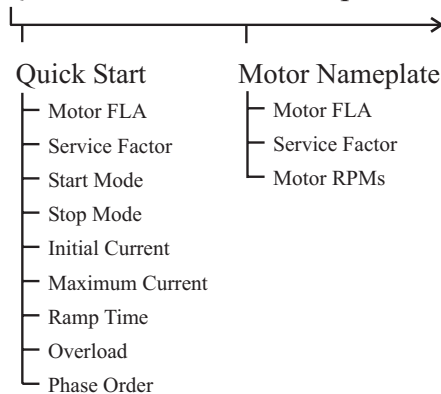 Quick Start
Motor FLA
Service Factor
Start Mode
Stop Mode
Initial Current
Maximum Current
Ramp Time
Overload
Phase Order
Motor Nameplate
Motor FLA
Service Factor
Motor RPMs